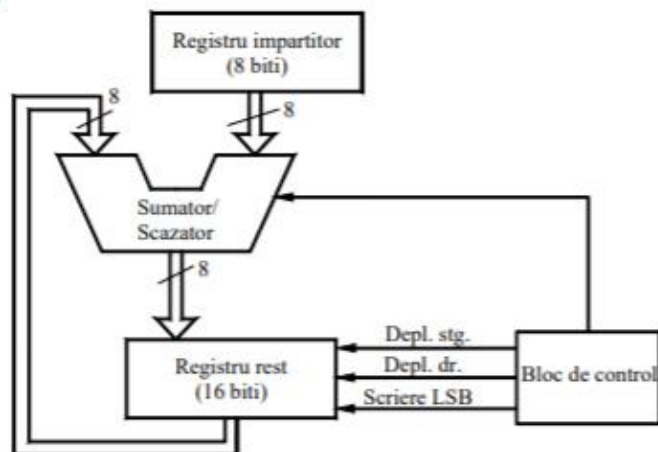 Registru impartitor
(8 biti)
8
8
Sumator/
Scazator
8
Depl. stg.
Registru rest
(16 biti)
Depl. dr.
Bloc de control
Scriere LSB